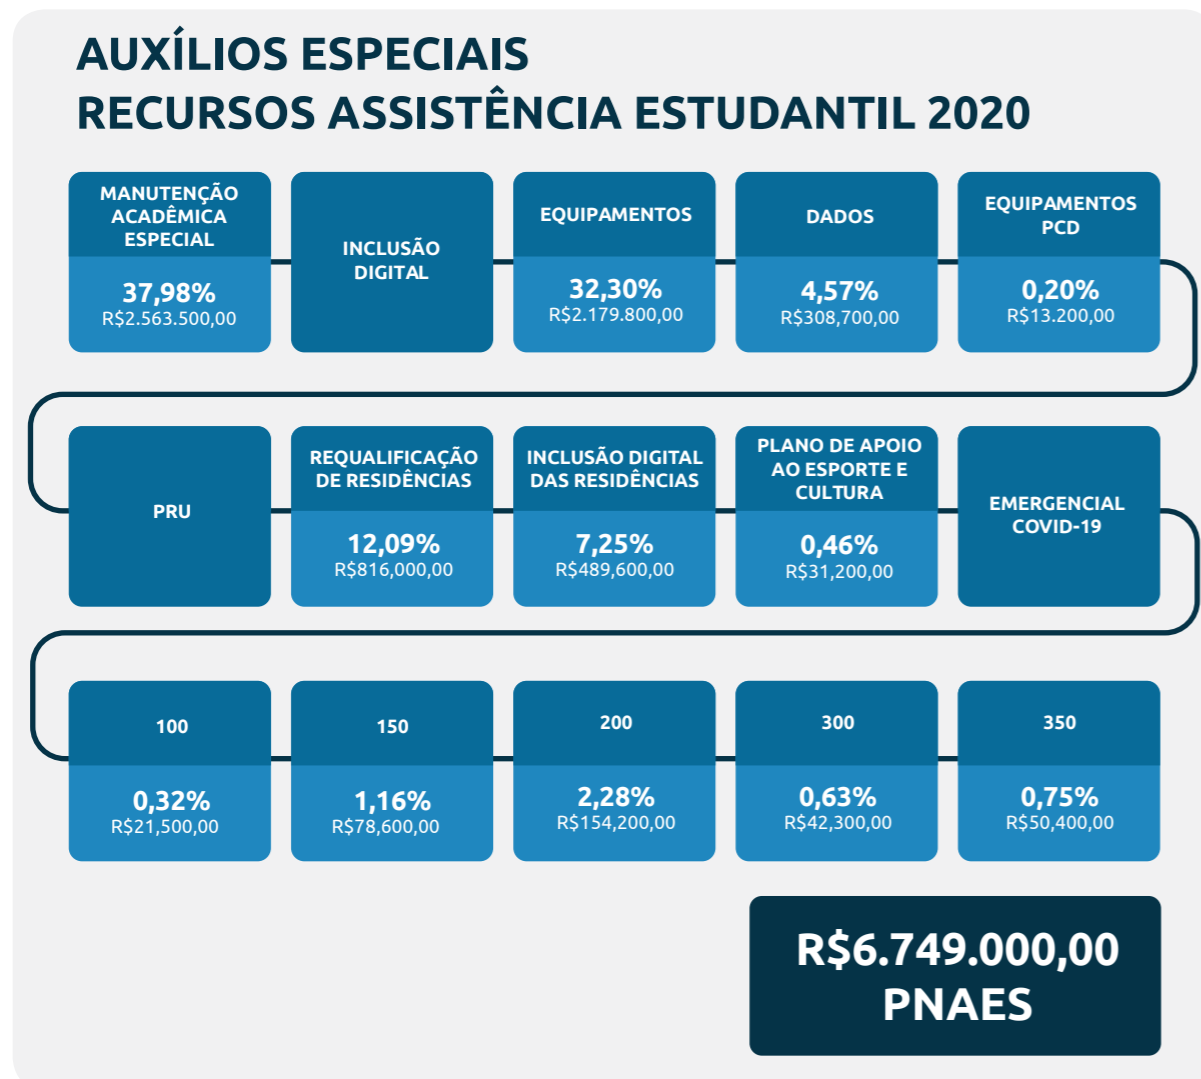 AUXÍLIOS ESPECIAIS
RECURSOS ASSISTÊNCIA ESTUDANTIL 2020
MANUTENÇÃO
ACADÊMICA
ESPECIAL
37,98%
R$2.563.500,00
INCLUSÃO
DIGITAL
EQUIPAMENTOS
32,30%
R$2.179.800,00
DADOS
4,57%
R$308,700,00
EQUIPAMENTOS
PCD
0,20%
R$13.200,00
PRU
REQUALIFICAÇÃO
DE RESIDÊNCIAS
12,09%
R$816,000,00
INCLUSÃO DIGITAL
DAS RESIDÊNCIAS
7,25%
R$489,600,00
PLANO DE APOIO
AO ESPORTE E
CULTURA
0,46%
R$31,200,00
EMERGENCIAL
COVID-19
100
0,32%
R$21,500,00
150
1,16%
R$78,600,00
200
2,28%
R$154,200,00
300
0,63%
R$42,300,00
350
0,75%
R$50,400,00
R$6.749.000,00
PNAES